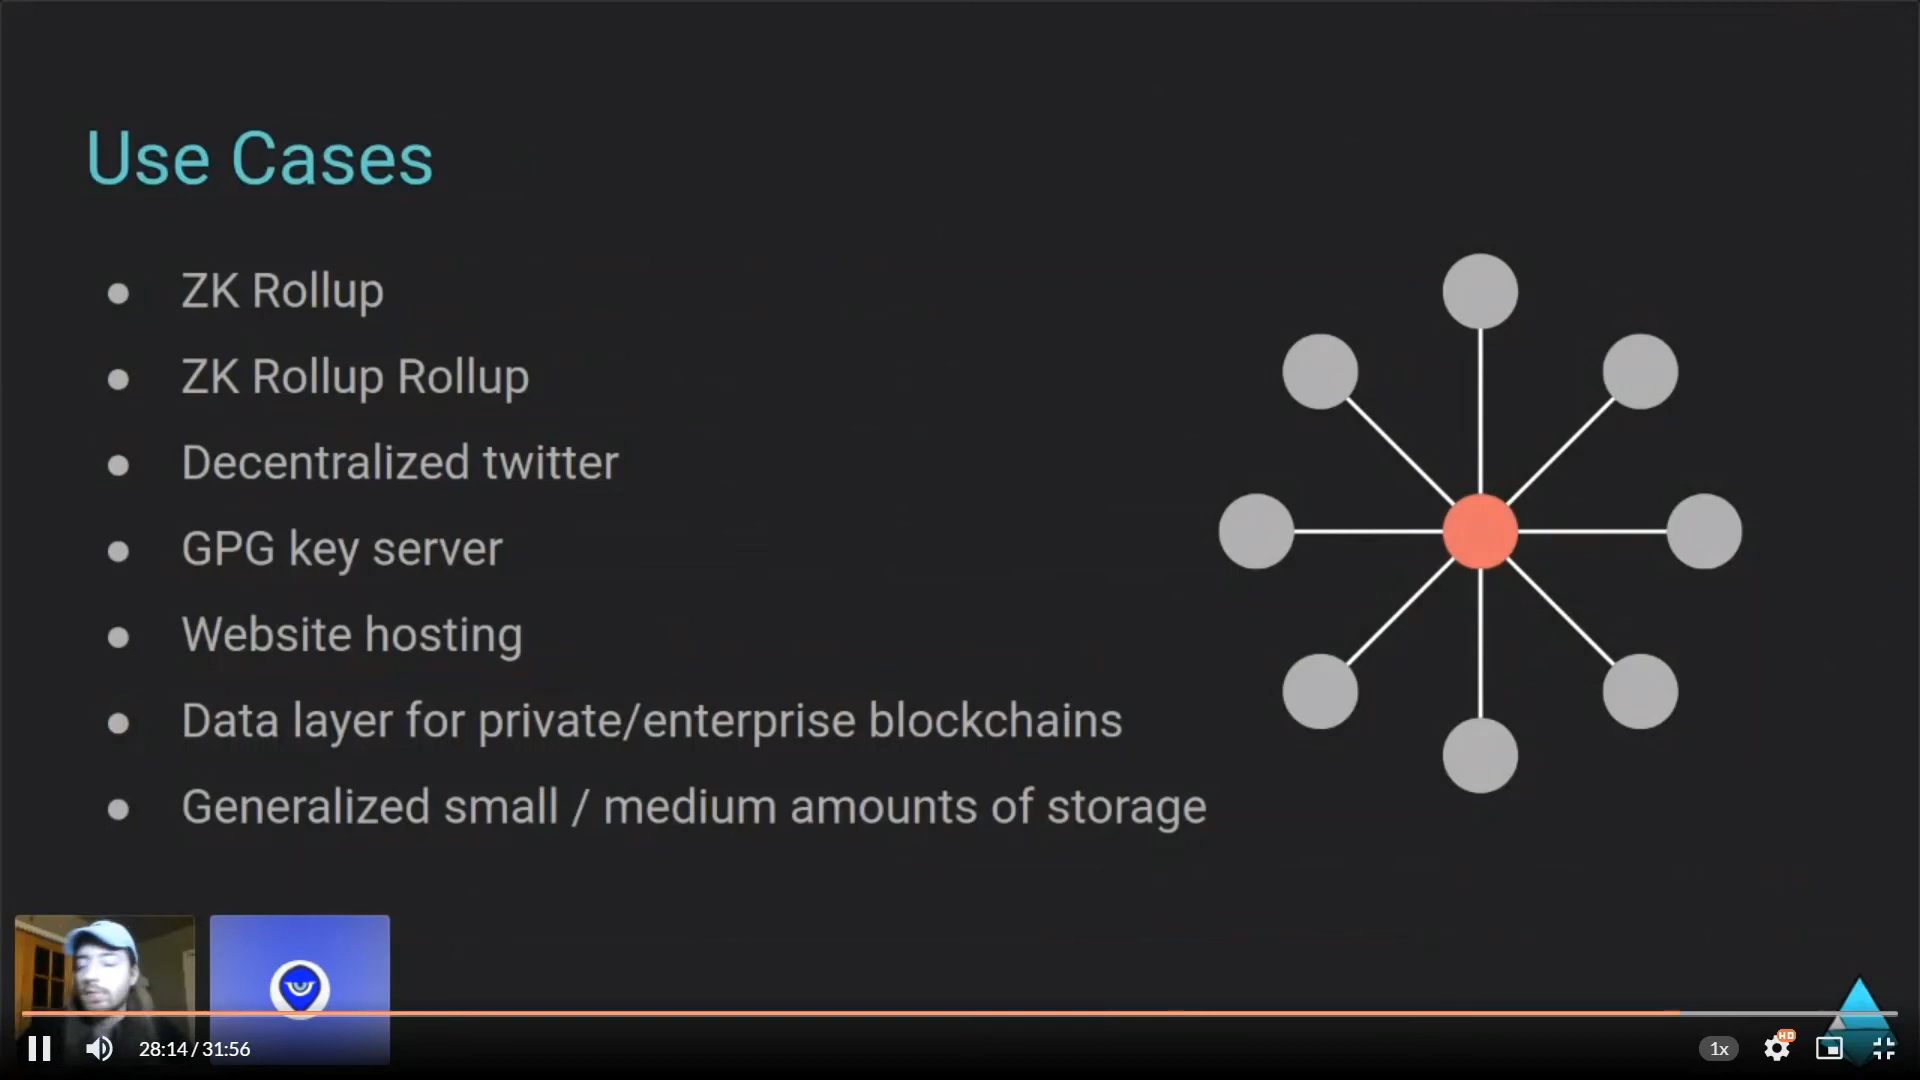 Use Cases
ZK Rollup
ZK Rollup Rollup
Decentralized twitter
GPG key server
Website hosting
Data layer for private/enterprise blockchains
Generalized small / medium amounts of storage
28:14 / 31:56
1x
HD